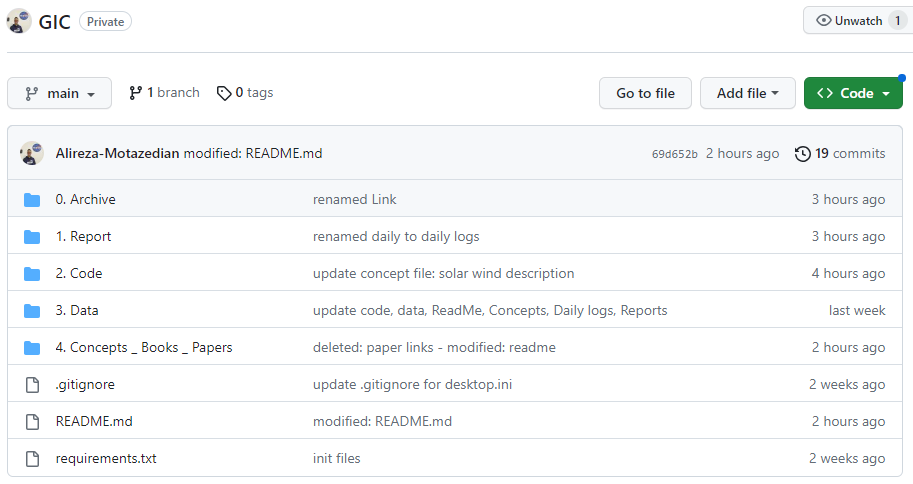 GIC Private Unwatch 1
main 1 branch 0 tags Go to file Add file Code
Alireza-Motazedian modified: README.md 69d652b 2 hours ago 19 commits
0. Archive renamed Link 3 hours ago
1. Report renamed daily to daily logs 3 hours ago
2. Code update concept file: solar wind description 4 hours ago
3. Data update code, data, ReadMe, Concepts, Daily logs, Reports last week
4. Concepts _ Books _ Papers deleted: paper links - modified: readme 2 hours ago
.gitignore update .gitignore for desktop.ini 2 weeks ago
README.md modified: README.md 2 hours ago
requirements.txt init files 2 weeks ago